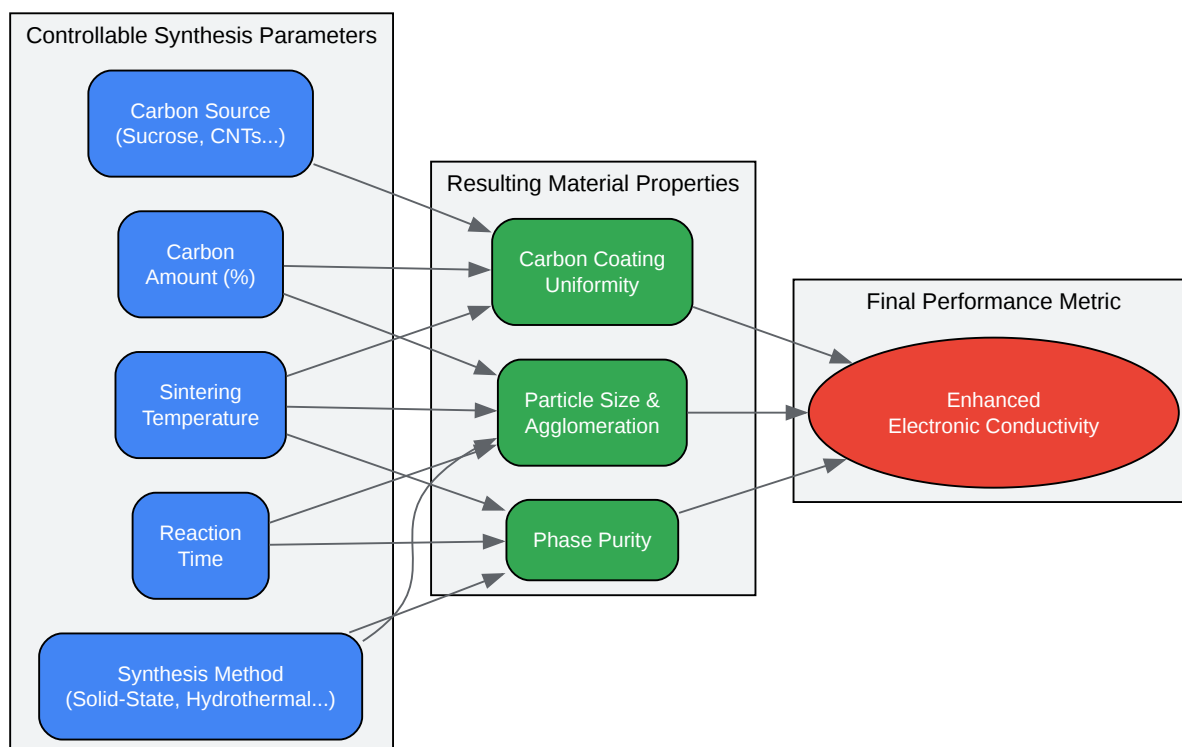 Controllable Synthesis Parameters
Carbon Source
(Sucrose, CNTs...)
Carbon
Amount (%)
Sintering
Temperature
Reaction
Time
Synthesis Method
(Solid-State, Hydrothermal...)
Resulting Material Properties
Carbon Coating
Uniformity
Particle Size &
Agglomeration
Phase Purity
Final Performance Metric
Enhanced
Electronic Conductivity